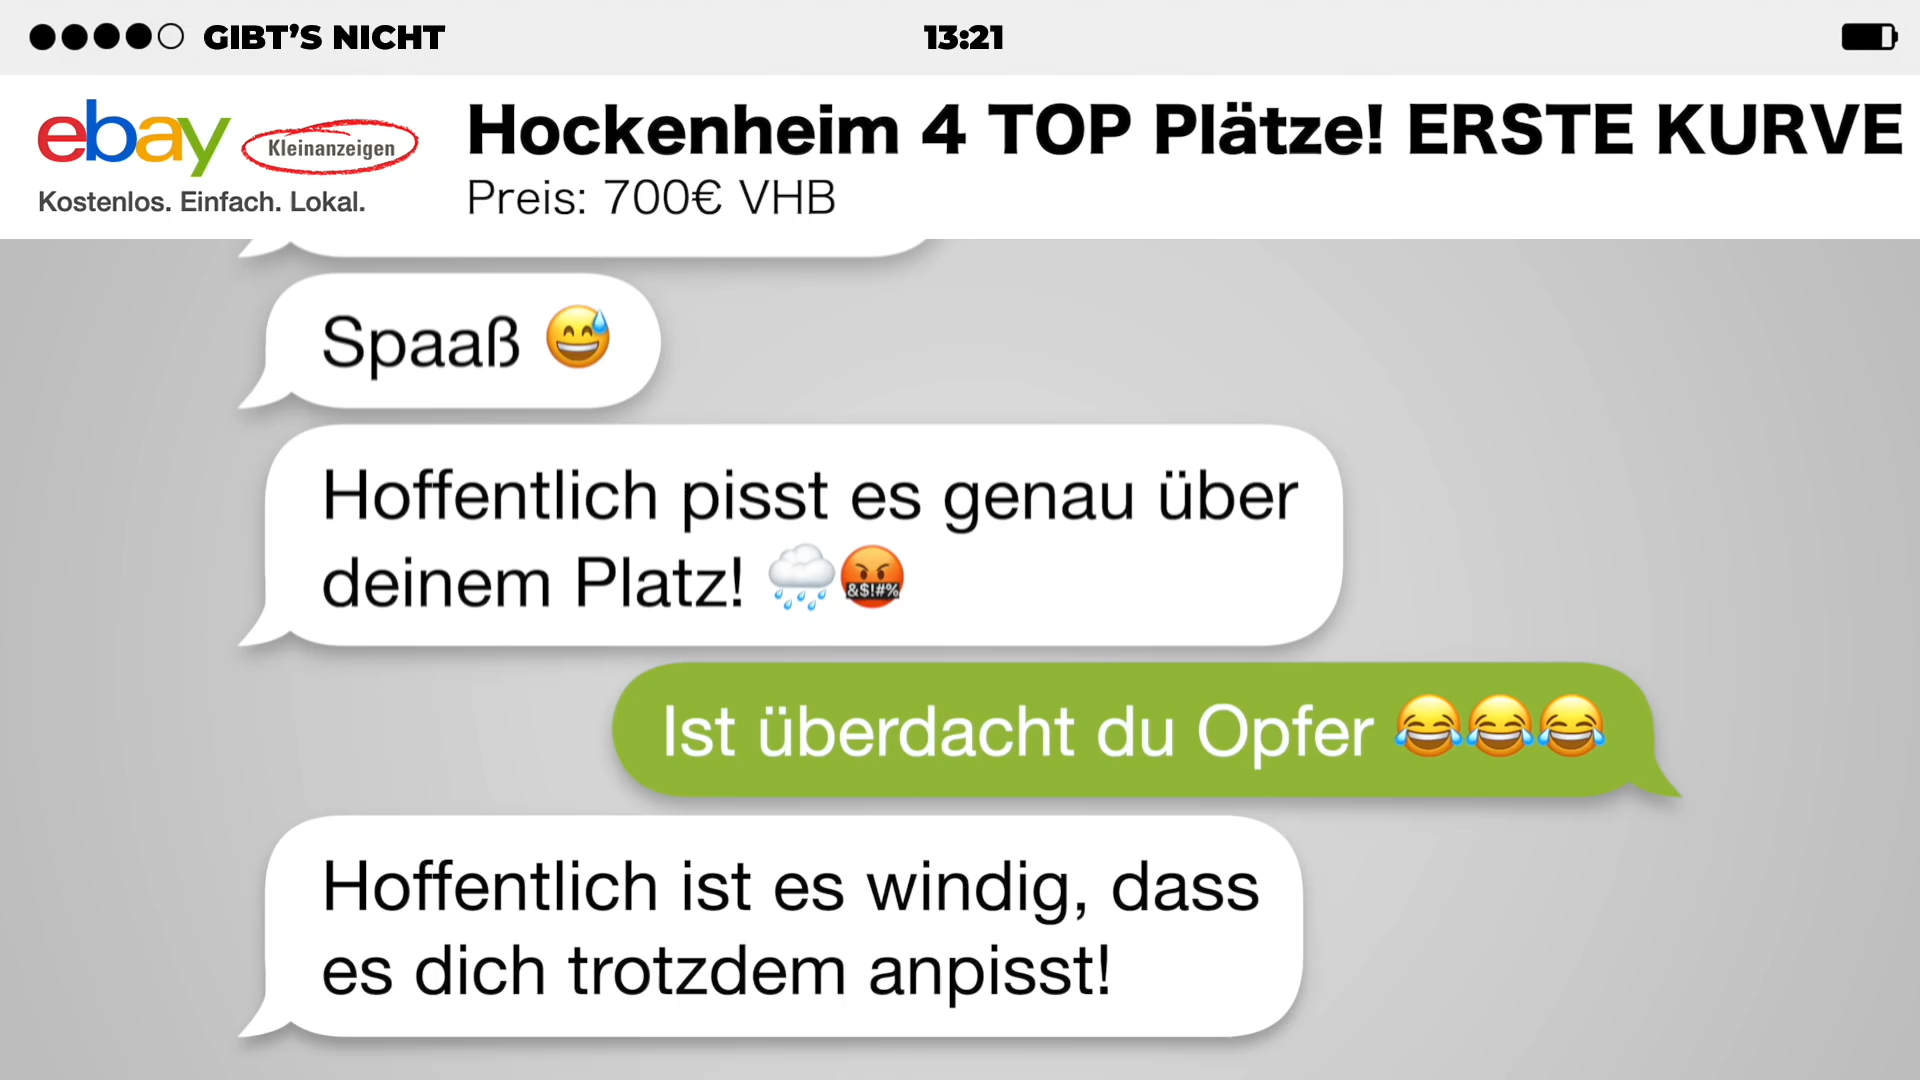 GIBT’S NICHT
13:21
ebay Kleinanzeigen
Kostenlos. Einfach. Lokal.
Hockenheim 4 TOP Plätze! ERSTE KURVE
Preis: 700€ VHB
Spaaß 😅
Hoffentlich pisst es genau über
deinem Platz! 🌧️🤬
&$!#%
Ist überdacht du Opfer 😂😂😂
Hoffentlich ist es windig, dass
es dich trotzdem anpisst!